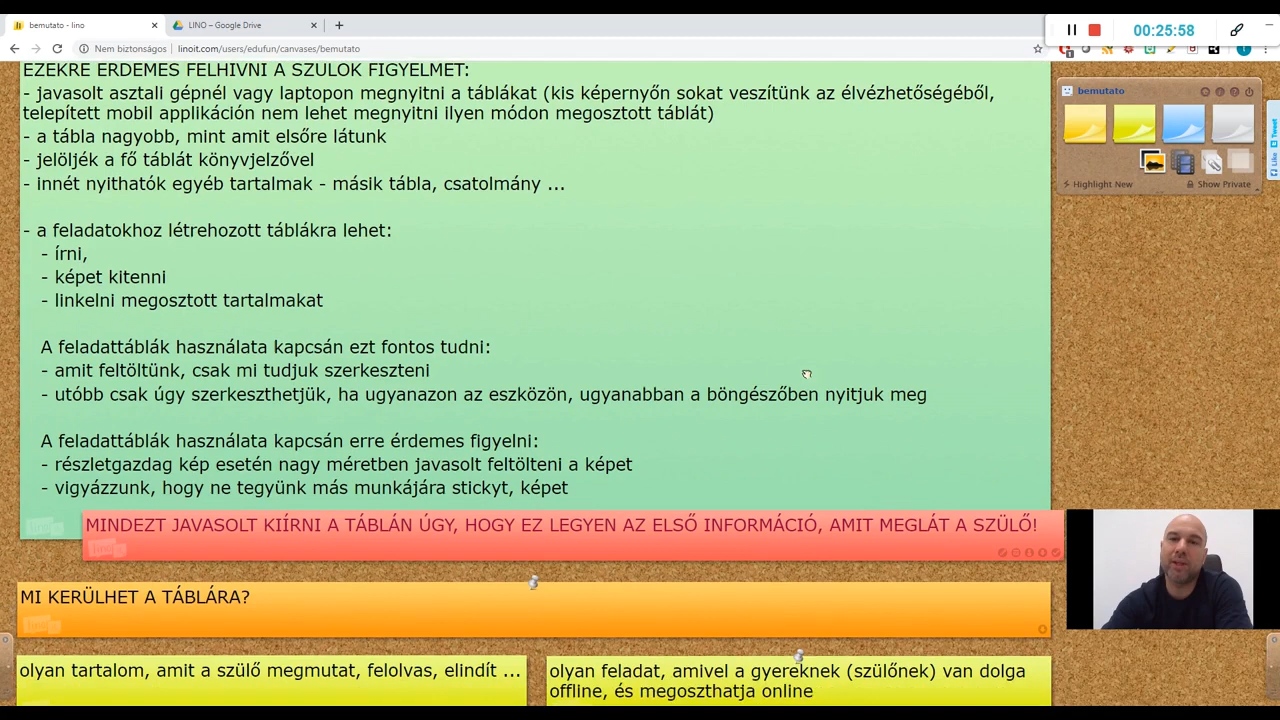 bemutato - lino
LINO – Google Drive
00:25:58
Nem biztonságos
linoit.com/users/edufun/canvases/bemutato
EZEKRE ÉRDEMES FELHÍVNI A SZÜLŐK FIGYELMÉT:
- javasolt asztali gépnél vagy laptopon megnyitni a táblákat (kis képernyőn sokat veszítünk az élvézhetőségéből,
telepített mobil applikáción nem lehet megnyitni ilyen módon megosztott táblát)
- a tábla nagyobb, mint amit elsőre látunk
- jelöljék a fő táblát könyvjelzővel
- innét nyithatók egyéb tartalmak - másik tábla, csatolmány ...
- a feladatokhoz létrehozott táblákra lehet:
- írni,
- képet kitenni
- linkelni megosztott tartalmakat
A feladattáblák használata kapcsán ezt fontos tudni:
- amit feltöltünk, csak mi tudjuk szerkeszteni
- utóbb csak úgy szerkeszthetjük, ha ugyanazon az eszközön, ugyanabban a böngészőben nyitjuk meg
A feladattáblák használata kapcsán erre érdemes figyelni:
- részletgazdag kép esetén nagy méretben javasolt feltölteni a képet
- vigyázzunk, hogy ne tegyünk más munkájára stickyt, képet
MINDEZT JAVASOLT KIÍRNI A TÁBLÁN ÚGY, HOGY EZ LEGYEN AZ ELSŐ INFORMÁCIÓ, AMIT MEGLÁT A SZÜLŐ!
MI KERÜLHET A TÁBLÁRA?
olyan tartalom, amit a szülő megmutat, felolvas, elindít ...
olyan feladat, amivel a gyereknek (szülőnek) van dolga
offline, és megoszthatja online
bemutato
Highlight New
Show Private
Tweet
Like